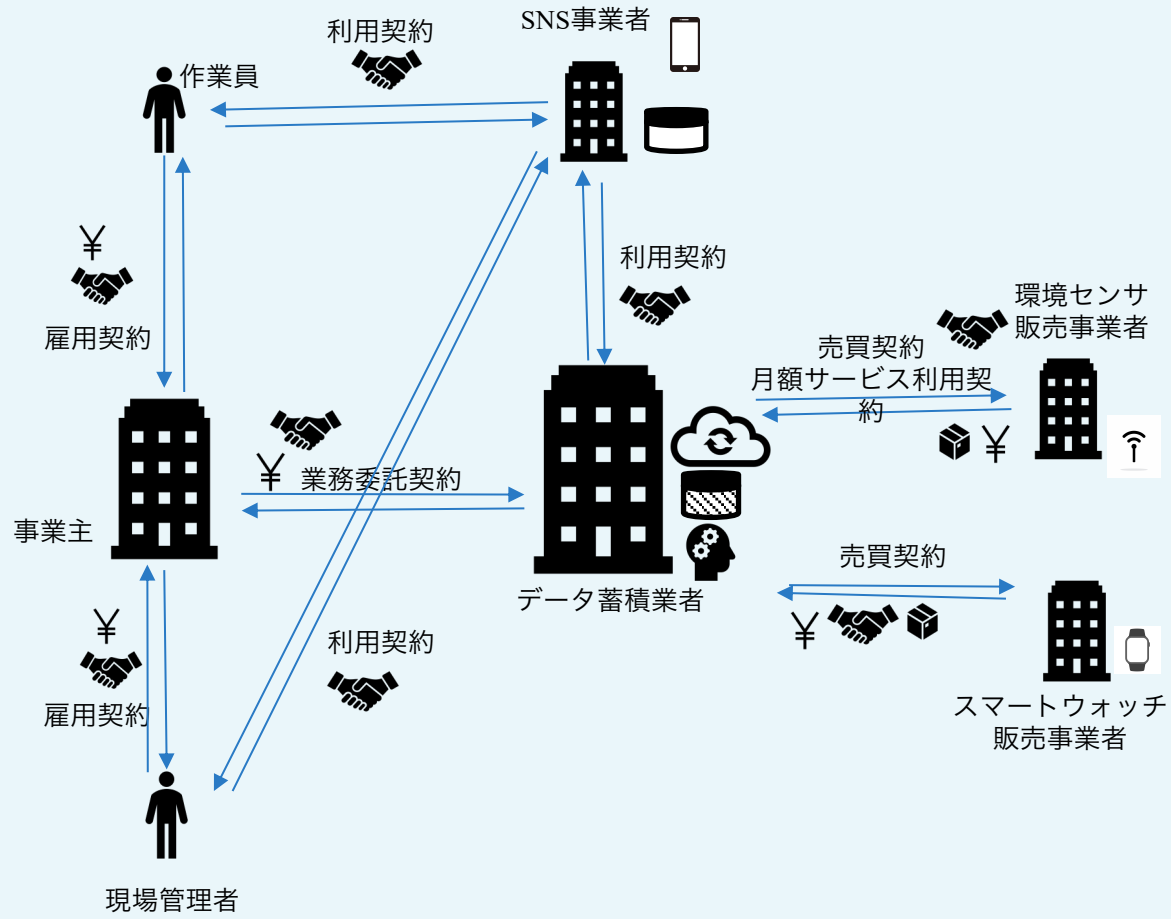 SNS事業者
利用契約
作業員
利用契約
環境センサ
販売事業者
雇用契約
売買契約
月額サービス利用契
約
業務委託契約
事業主
売買契約
データ蓄積業者
利用契約
雇用契約
スマートウォッチ
販売事業者
現場管理者